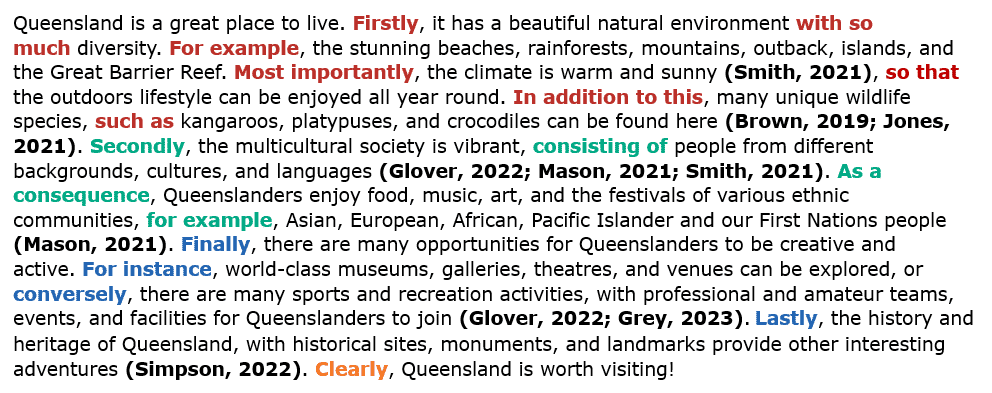 Queensland is a great place to live. Firstly, it has a beautiful natural environment with so
much diversity. For example, the stunning beaches, rainforests, mountains, outback, islands, and
the Great Barrier Reef. Most importantly, the climate is warm and sunny (Smith, 2021), so that
the outdoors lifestyle can be enjoyed all year round. In addition to this, many unique wildlife
species, such as kangaroos, platypuses, and crocodiles can be found here (Brown, 2019; Jones,
2021). Secondly, the multicultural society is vibrant, consisting of people from different
backgrounds, cultures, and languages (Glover, 2022; Mason, 2021; Smith, 2021). As a
consequence, Queenslanders enjoy food, music, art, and the festivals of various ethnic
communities, for example, Asian, European, African, Pacific Islander and our First Nations people
(Mason, 2021). Finally, there are many opportunities for Queenslanders to be creative and
active. For instance, world-class museums, galleries, theatres, and venues can be explored, or
conversely, there are many sports and recreation activities, with professional and amateur teams,
events, and facilities for Queenslanders to join (Glover, 2022; Grey, 2023). Lastly, the history and
heritage of Queensland, with historical sites, monuments, and landmarks provide other interesting
adventures (Simpson, 2022). Clearly, Queensland is worth visiting!